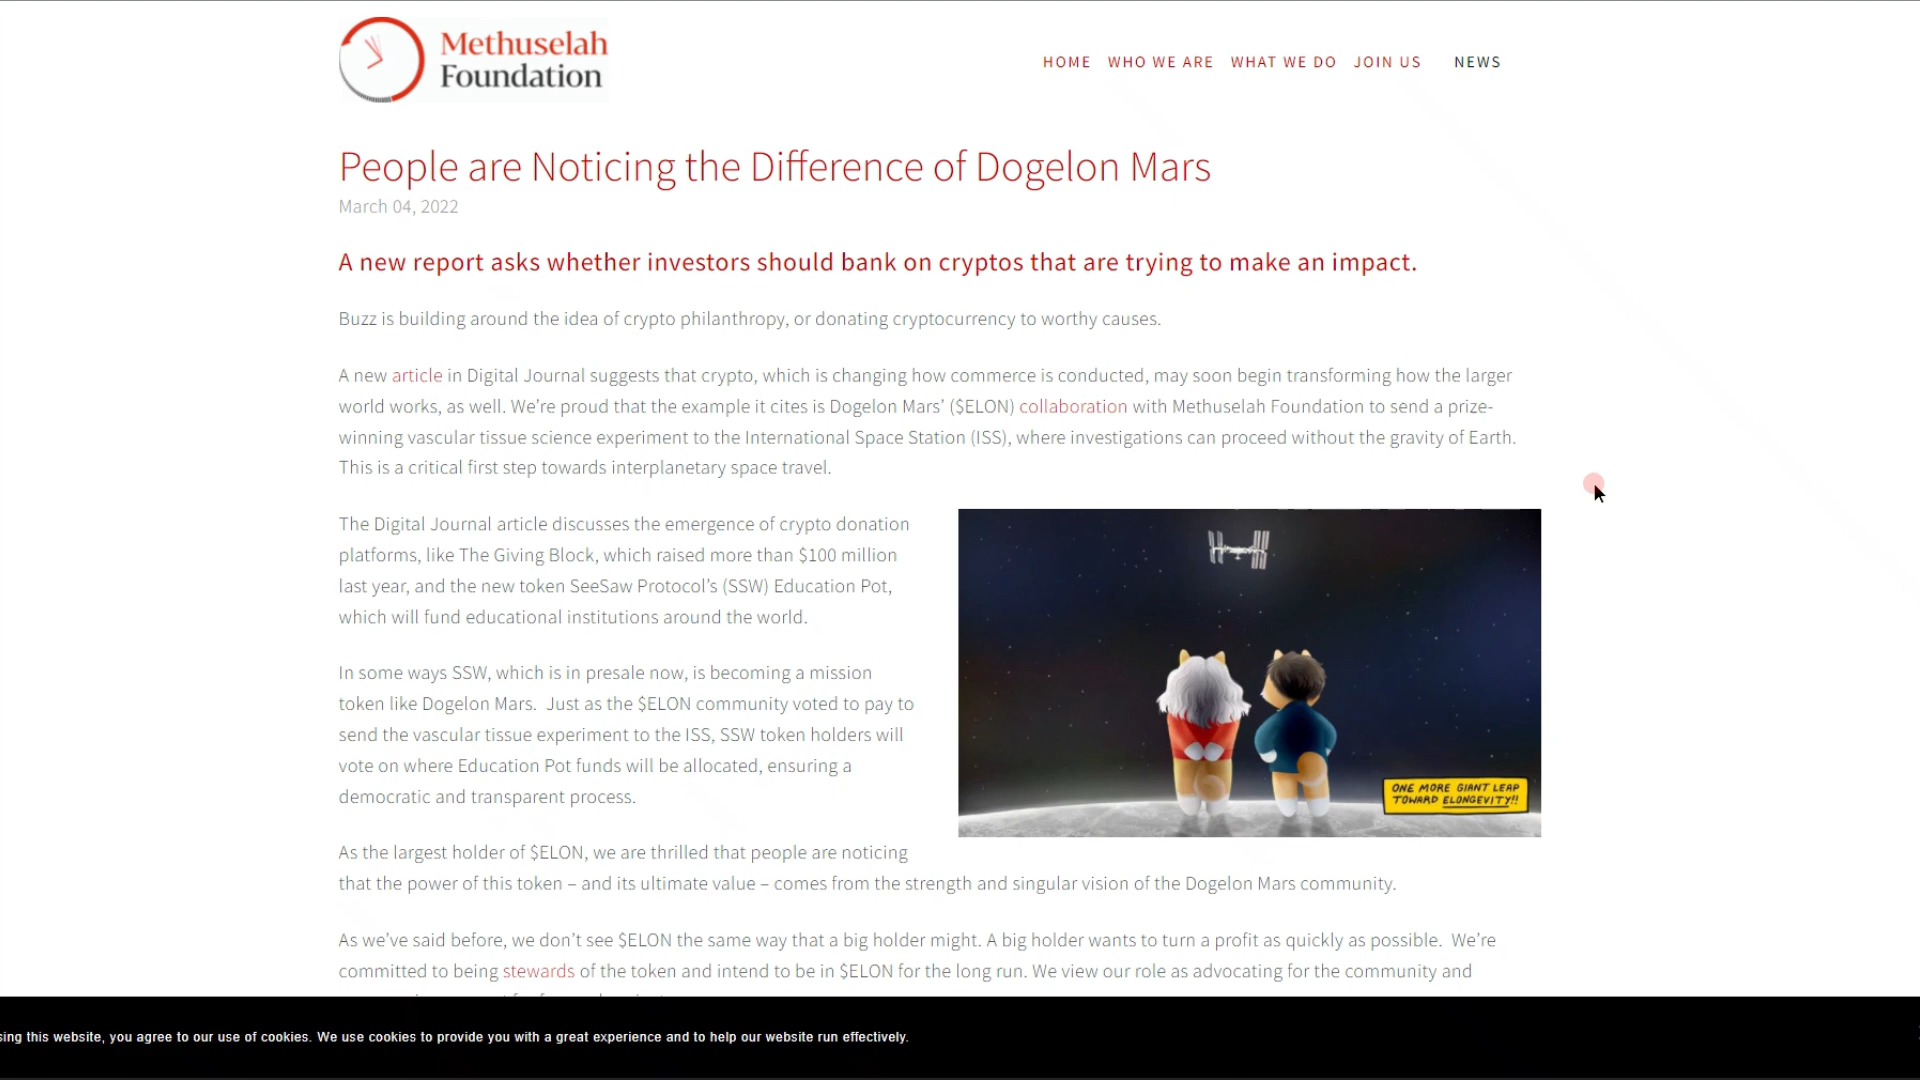 Methuselah
Foundation
HOME WHO WE ARE WHAT WE DO JOIN US NEWS
People are Noticing the Difference of Dogelon Mars
March 04, 2022
A new report asks whether investors should bank on cryptos that are trying to make an impact.
Buzz is building around the idea of crypto philanthropy, or donating cryptocurrency to worthy causes.
A new article in Digital Journal suggests that crypto, which is changing how commerce is conducted, may soon begin transforming how the larger
world works, as well. We’re proud that the example it cites is Dogelon Mars’ ($ELON) collaboration with Methuselah Foundation to send a prize-
winning vascular tissue science experiment to the International Space Station (ISS), where investigations can proceed without the gravity of Earth.
This is a critical first step towards interplanetary space travel.
The Digital Journal article discusses the emergence of crypto donation
platforms, like The Giving Block, which raised more than $100 million
last year, and the new token SeeSaw Protocol’s (SSW) Education Pot,
which will fund educational institutions around the world.
In some ways SSW, which is in presale now, is becoming a mission
token like Dogelon Mars. Just as the $ELON community voted to pay to
send the vascular tissue experiment to the ISS, SSW token holders will
vote on where Education Pot funds will be allocated, ensuring a
democratic and transparent process.
ONE MORE GIANT LEAP
TOWARD ELONGEVITY!!
As the largest holder of $ELON, we are thrilled that people are noticing
that the power of this token – and its ultimate value – comes from the strength and singular vision of the Dogelon Mars community.
As we’ve said before, we don’t see $ELON the same way that a big holder might. A big holder wants to turn a profit as quickly as possible. We’re
committed to being stewards of the token and intend to be in $ELON for the long run. We view our role as advocating for the community and
sing this website, you agree to our use of cookies. We use cookies to provide you with a great experience and to help our website run effectively.